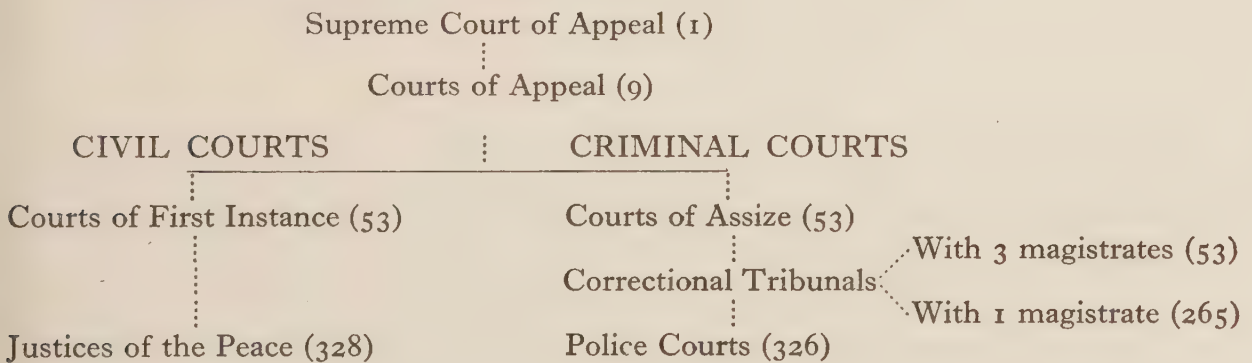 Supreme Court of Appeal (1)
Courts of Appeal (9)
CIVIL COURTS CRIMINAL COURTS
Courts of First Instance (53) Courts of Assize (53)
With 3 magistrates (53)
Correctional Tribunals
With 1 magistrate (265)
Justices of the Peace (328) Police Courts (326)